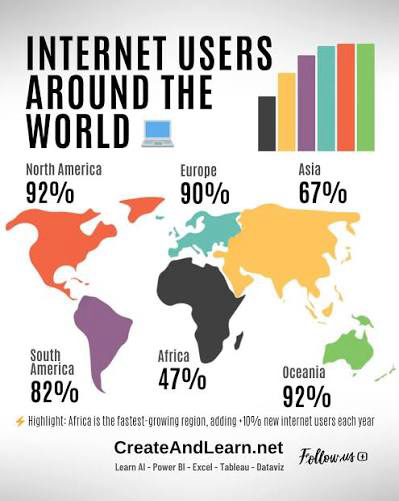 INTERNET USERS
AROUND THE
WORLD
North America
92%
Europe
90%
Asia
67%
South
America
82%
Africa
47%
Oceania
92%
Highlight: Africa is the fastest-growing region, adding +10% new internet users each year
CreateAndLearn.net
Follow us
Learn AI - Power BI - Excel - Tableau - Dataviz